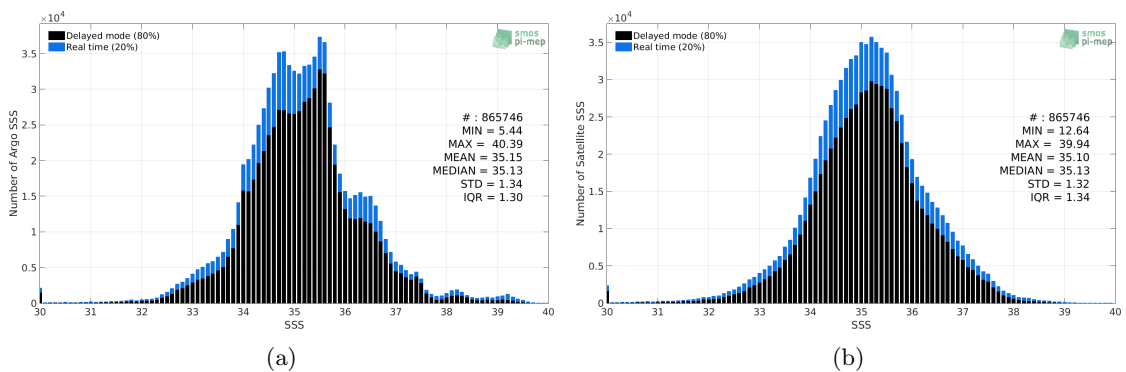 ×10⁴
Delayed mode (80%)
Real time (20%)
smos
pi-mep
3.5
3
2.5
2
1.5
1
0.5
0
Number of Argo SSS
# : 865746
MIN = 5.44
MAX = 40.39
MEAN = 35.15
MEDIAN = 35.13
STD = 1.34
IQR = 1.30
30 31 32 33 34 35 36 37 38 39 40
SSS
(a)
×10⁴
Delayed mode (80%)
Real time (20%)
smos
pi-mep
3.5
3
2.5
2
1.5
1
0.5
0
Number of Satellite SSS
# : 865746
MIN = 12.64
MAX = 39.94
MEAN = 35.10
MEDIAN = 35.13
STD = 1.32
IQR = 1.34
30 31 32 33 34 35 36 37 38 39 40
SSS
(b)